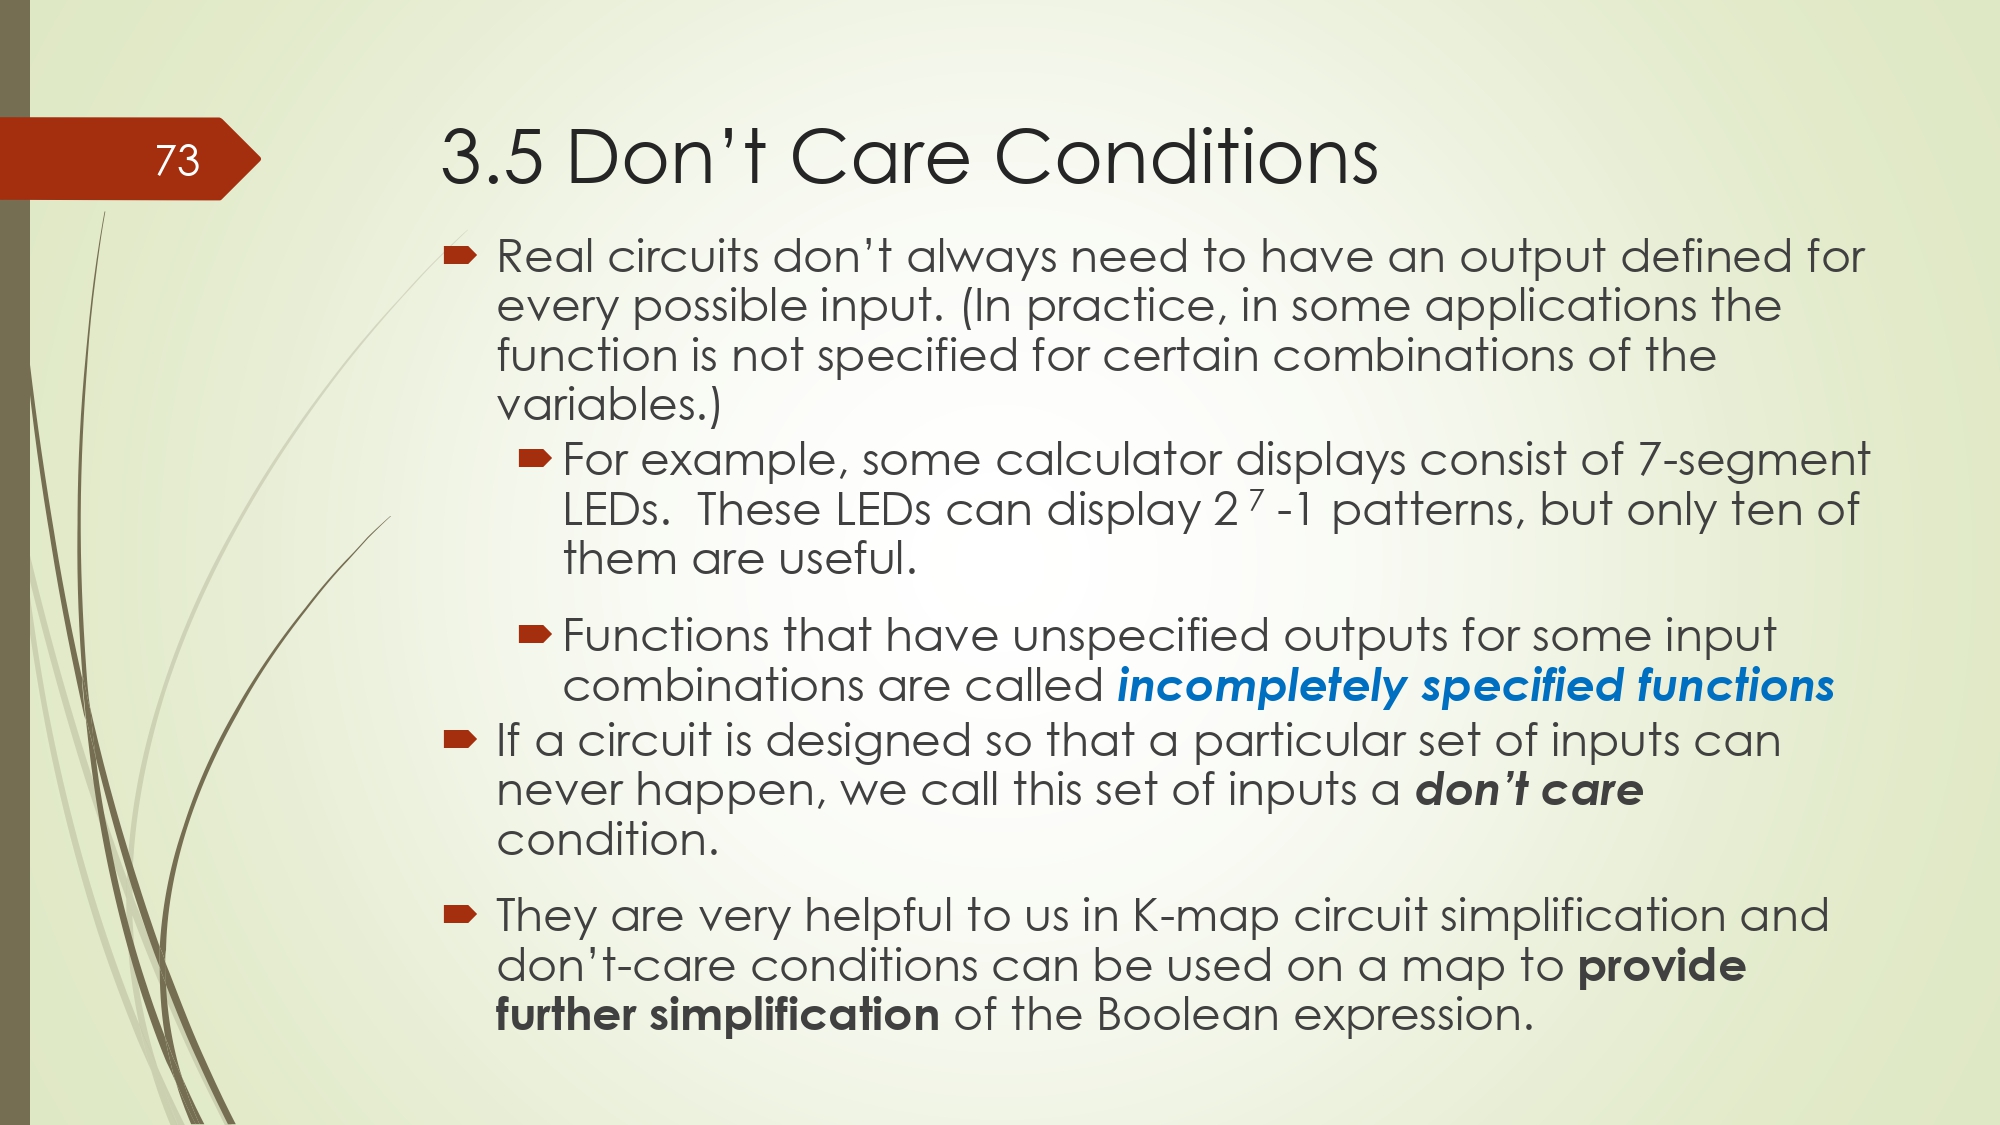 73
3.5 Don’t Care Conditions
Real circuits don’t always need to have an output defined for
every possible input. (In practice, in some applications the
function is not specified for certain combinations of the
variables.)
For example, some calculator displays consist of 7-segment
LEDs.  These LEDs can display 2⁷ -1 patterns, but only ten of
them are useful.
Functions that have unspecified outputs for some input
combinations are called incompletely specified functions
If a circuit is designed so that a particular set of inputs can
never happen, we call this set of inputs a don’t care
condition.
They are very helpful to us in K-map circuit simplification and
don’t-care conditions can be used on a map to provide
further simplification of the Boolean expression.